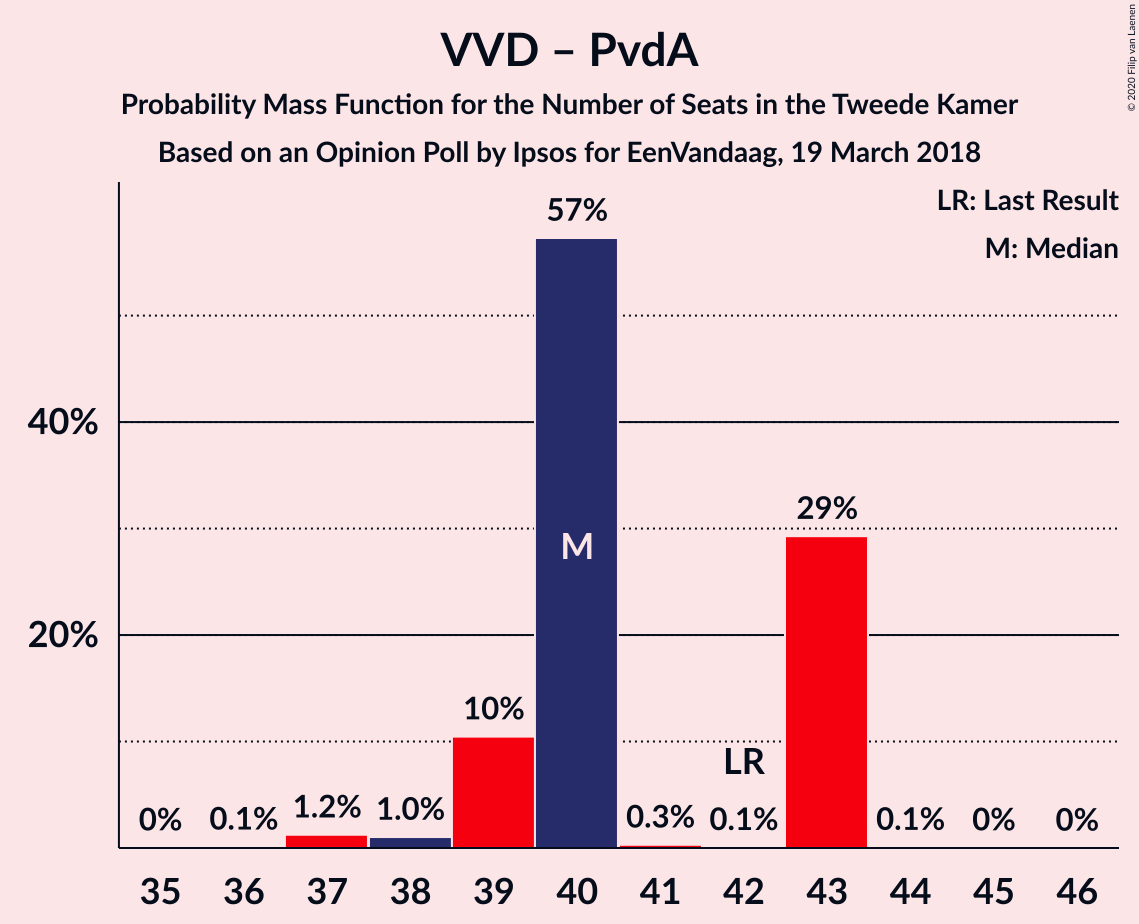 VVD – PvdA
Probability Mass Function for the Number of Seats in the Tweede Kamer
Based on an Opinion Poll by Ipsos for EenVandaag, 19 March 2018
© 2020 Filip van Laenen
LR: Last Result
M: Median
57%
40%
29%
M
20%
10%
LR
0% 0.1% 1.2% 1.0% 0.3% 0.1% 0.1% 0% 0%
35 36 37 38 39 40 41 42 43 44 45 46